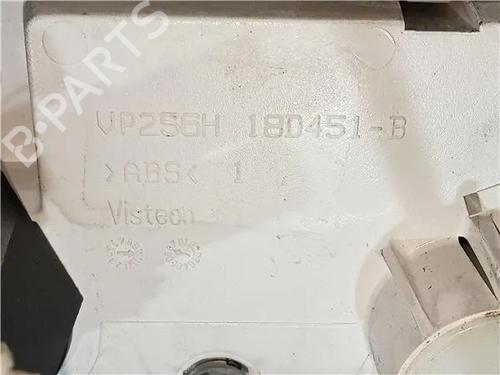 B-PARTS
VP2S6H 18D451-B
>ABS< 1
Visteon